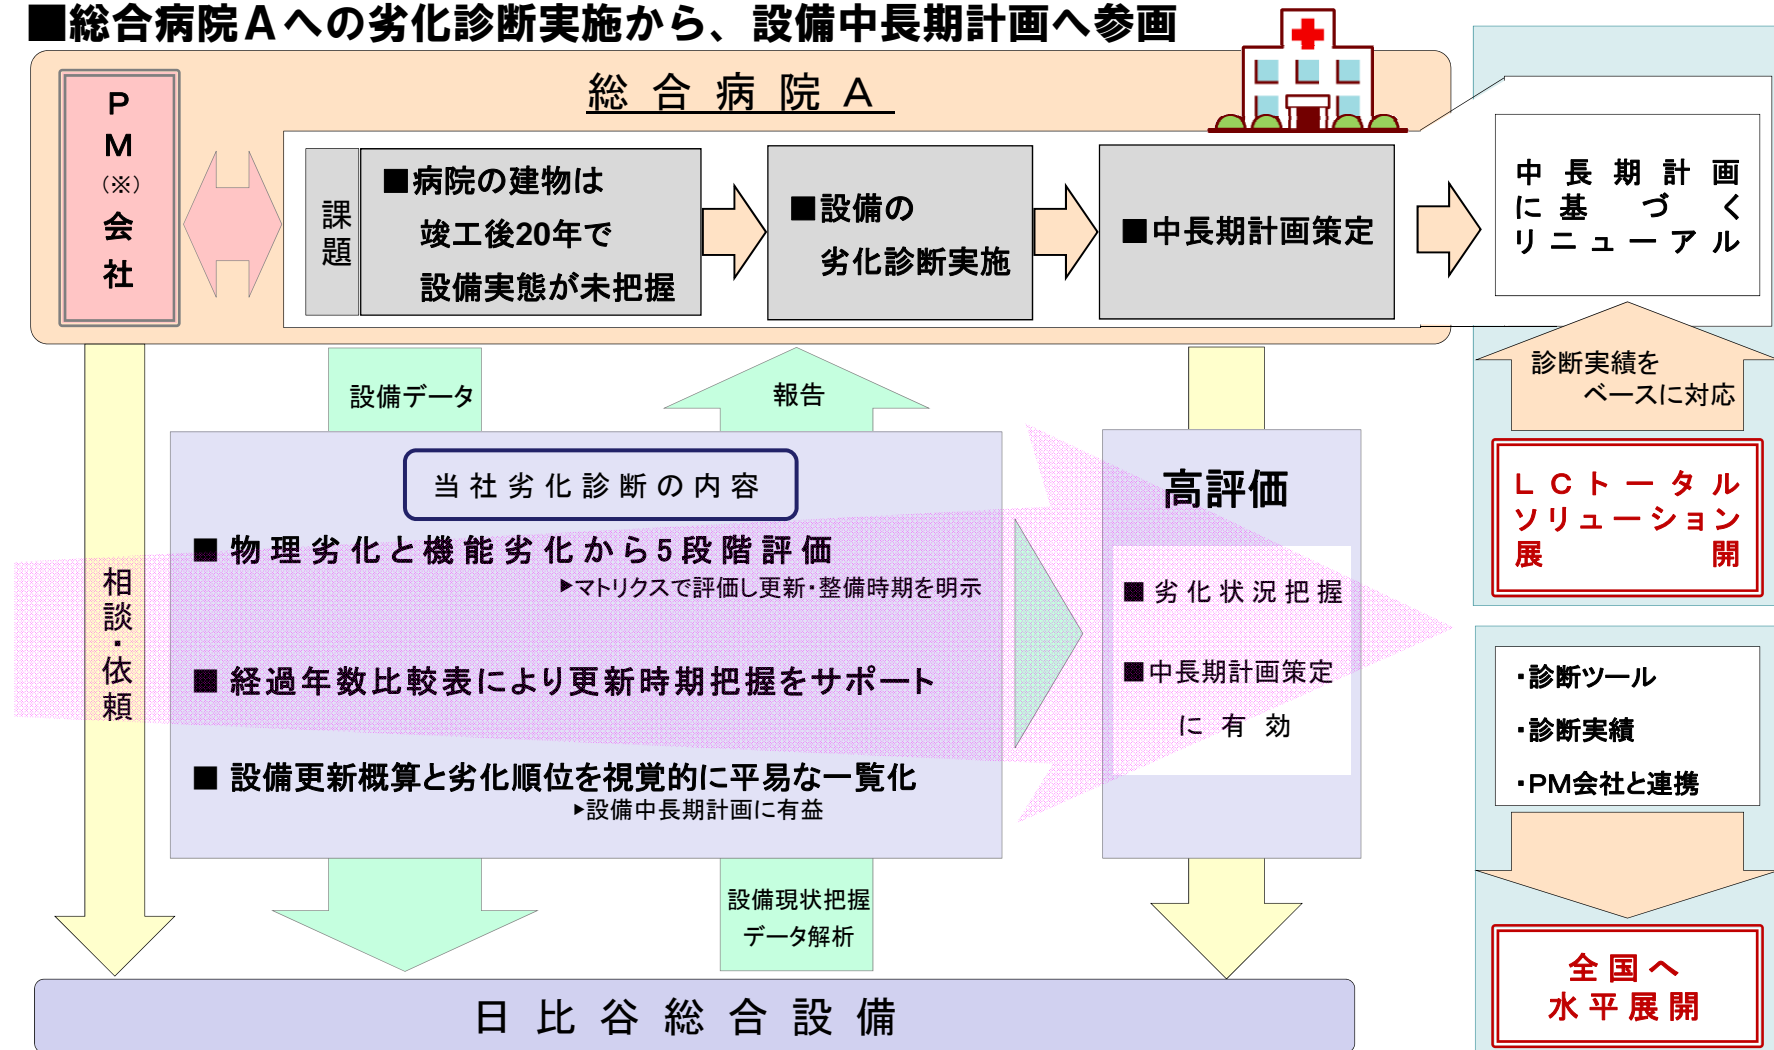 ■総合病院Aへの劣化診断実施から、設備中長期計画へ参画
総合病院A
PM
(※)
会社
課題
■病院の建物は
竣工後20年で
設備実態が未把握
■設備の
劣化診断実施
■中長期計画策定
中長期計画
に基づく
リニューアル
設備データ
報告
診断実績を
ベースに対応
相談・依頼
当社劣化診断の内容
■物理劣化と機能劣化から5段階評価
▶マトリクスで評価し更新・整備時期を明示
■経過年数比較表により更新時期把握をサポート
■設備更新概算と劣化順位を視覚的に平易な一覧化
▶設備中長期計画に有益
高評価
■劣化状況把握
■中長期計画策定
に有効
LCトータル
ソリューション
展開
・診断ツール
・診断実績
・PM会社と連携
設備現状把握
データ解析
全国へ
水平展開
日比谷総合設備